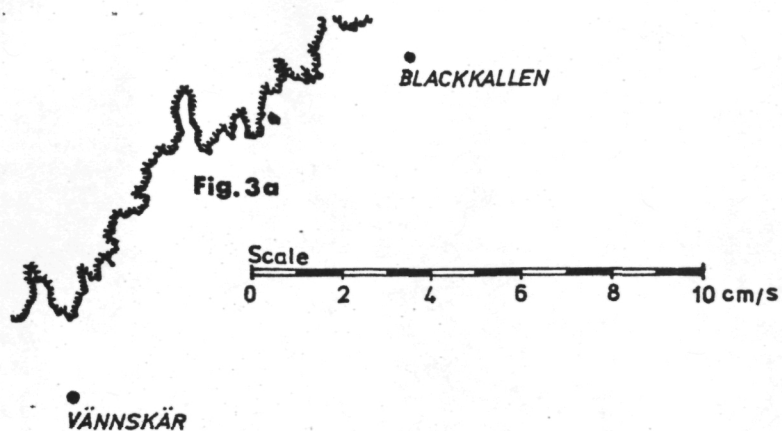 BLACKKALLEN
Fig. 3a
Scale
0 2 4 6 8 10 cm/s
VÄNNSKÄR